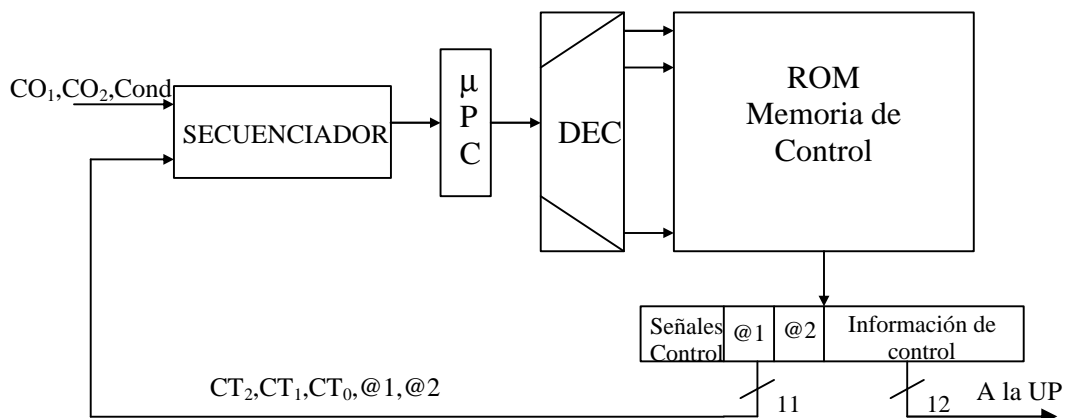 CO₁,CO₂,Cond
SECUENCIADOR
μ
P
C
DEC
ROM
Memoria de
Control
Señales
Control
@1
@2
Información de
control
CT₂,CT₁,CT₀,@1,@2
11
12
A la UP